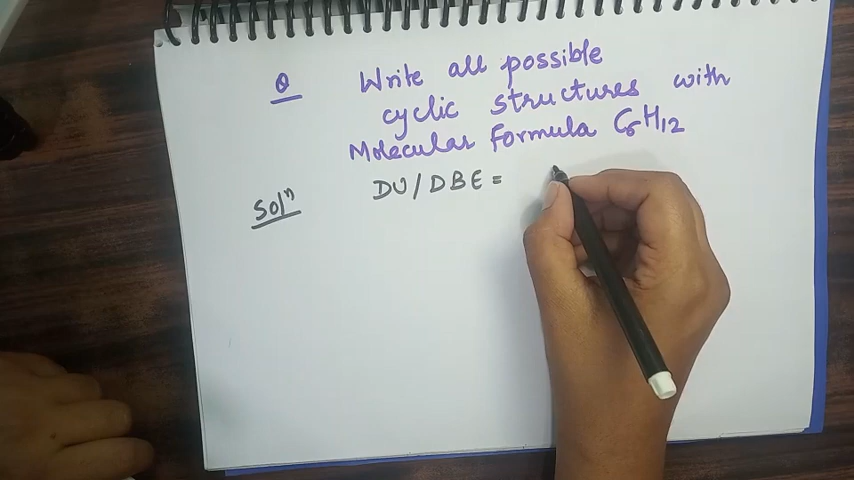 Q Write all possible
cyclic structures with
Molecular formula C6H12
Solⁿ DU/DBE =